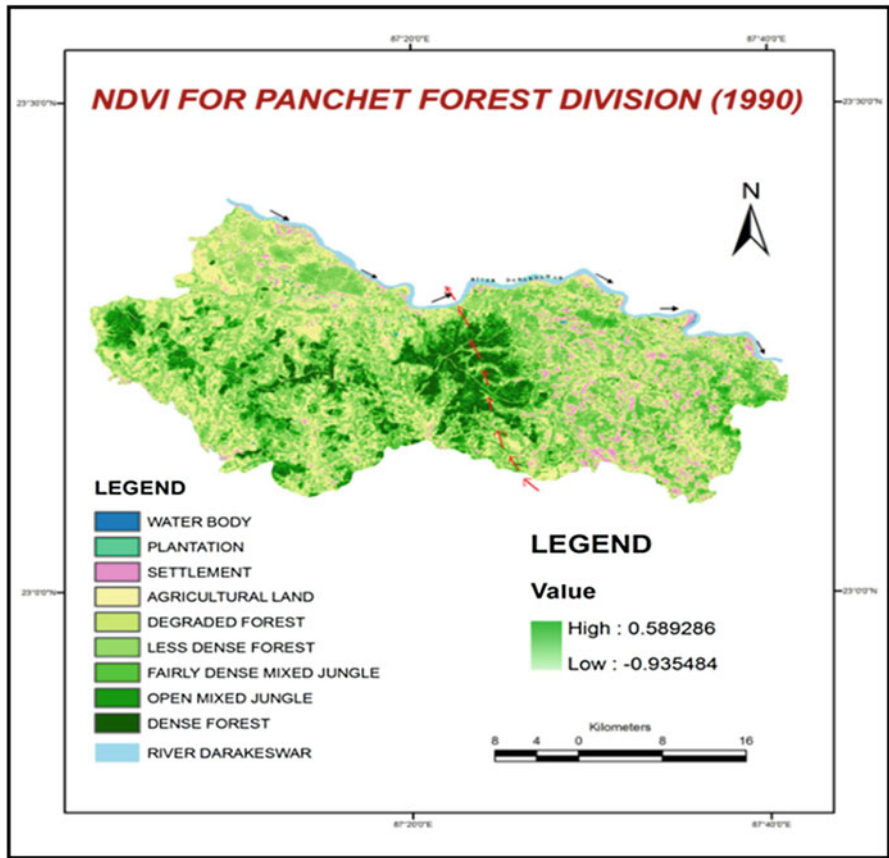 87°20'0"E
87°40'0"E
23°30'0"N
23°30'0"N
NDVI FOR PANCHET FOREST DIVISION (1990)
N
LEGEND
WATER BODY
PLANTATION
SETTLEMENT
AGRICULTURAL LAND
DEGRADED FOREST
LESS DENSE FOREST
FAIRLY DENSE MIXED JUNGLE
OPEN MIXED JUNGLE
DENSE FOREST
RIVER DARAKESWAR
LEGEND
Value
High : 0.589286
Low : -0.935484
23°0'0"N
23°0'0"N
Kilometers
8 4 0 8 16
87°20'0"E
87°40'0"E